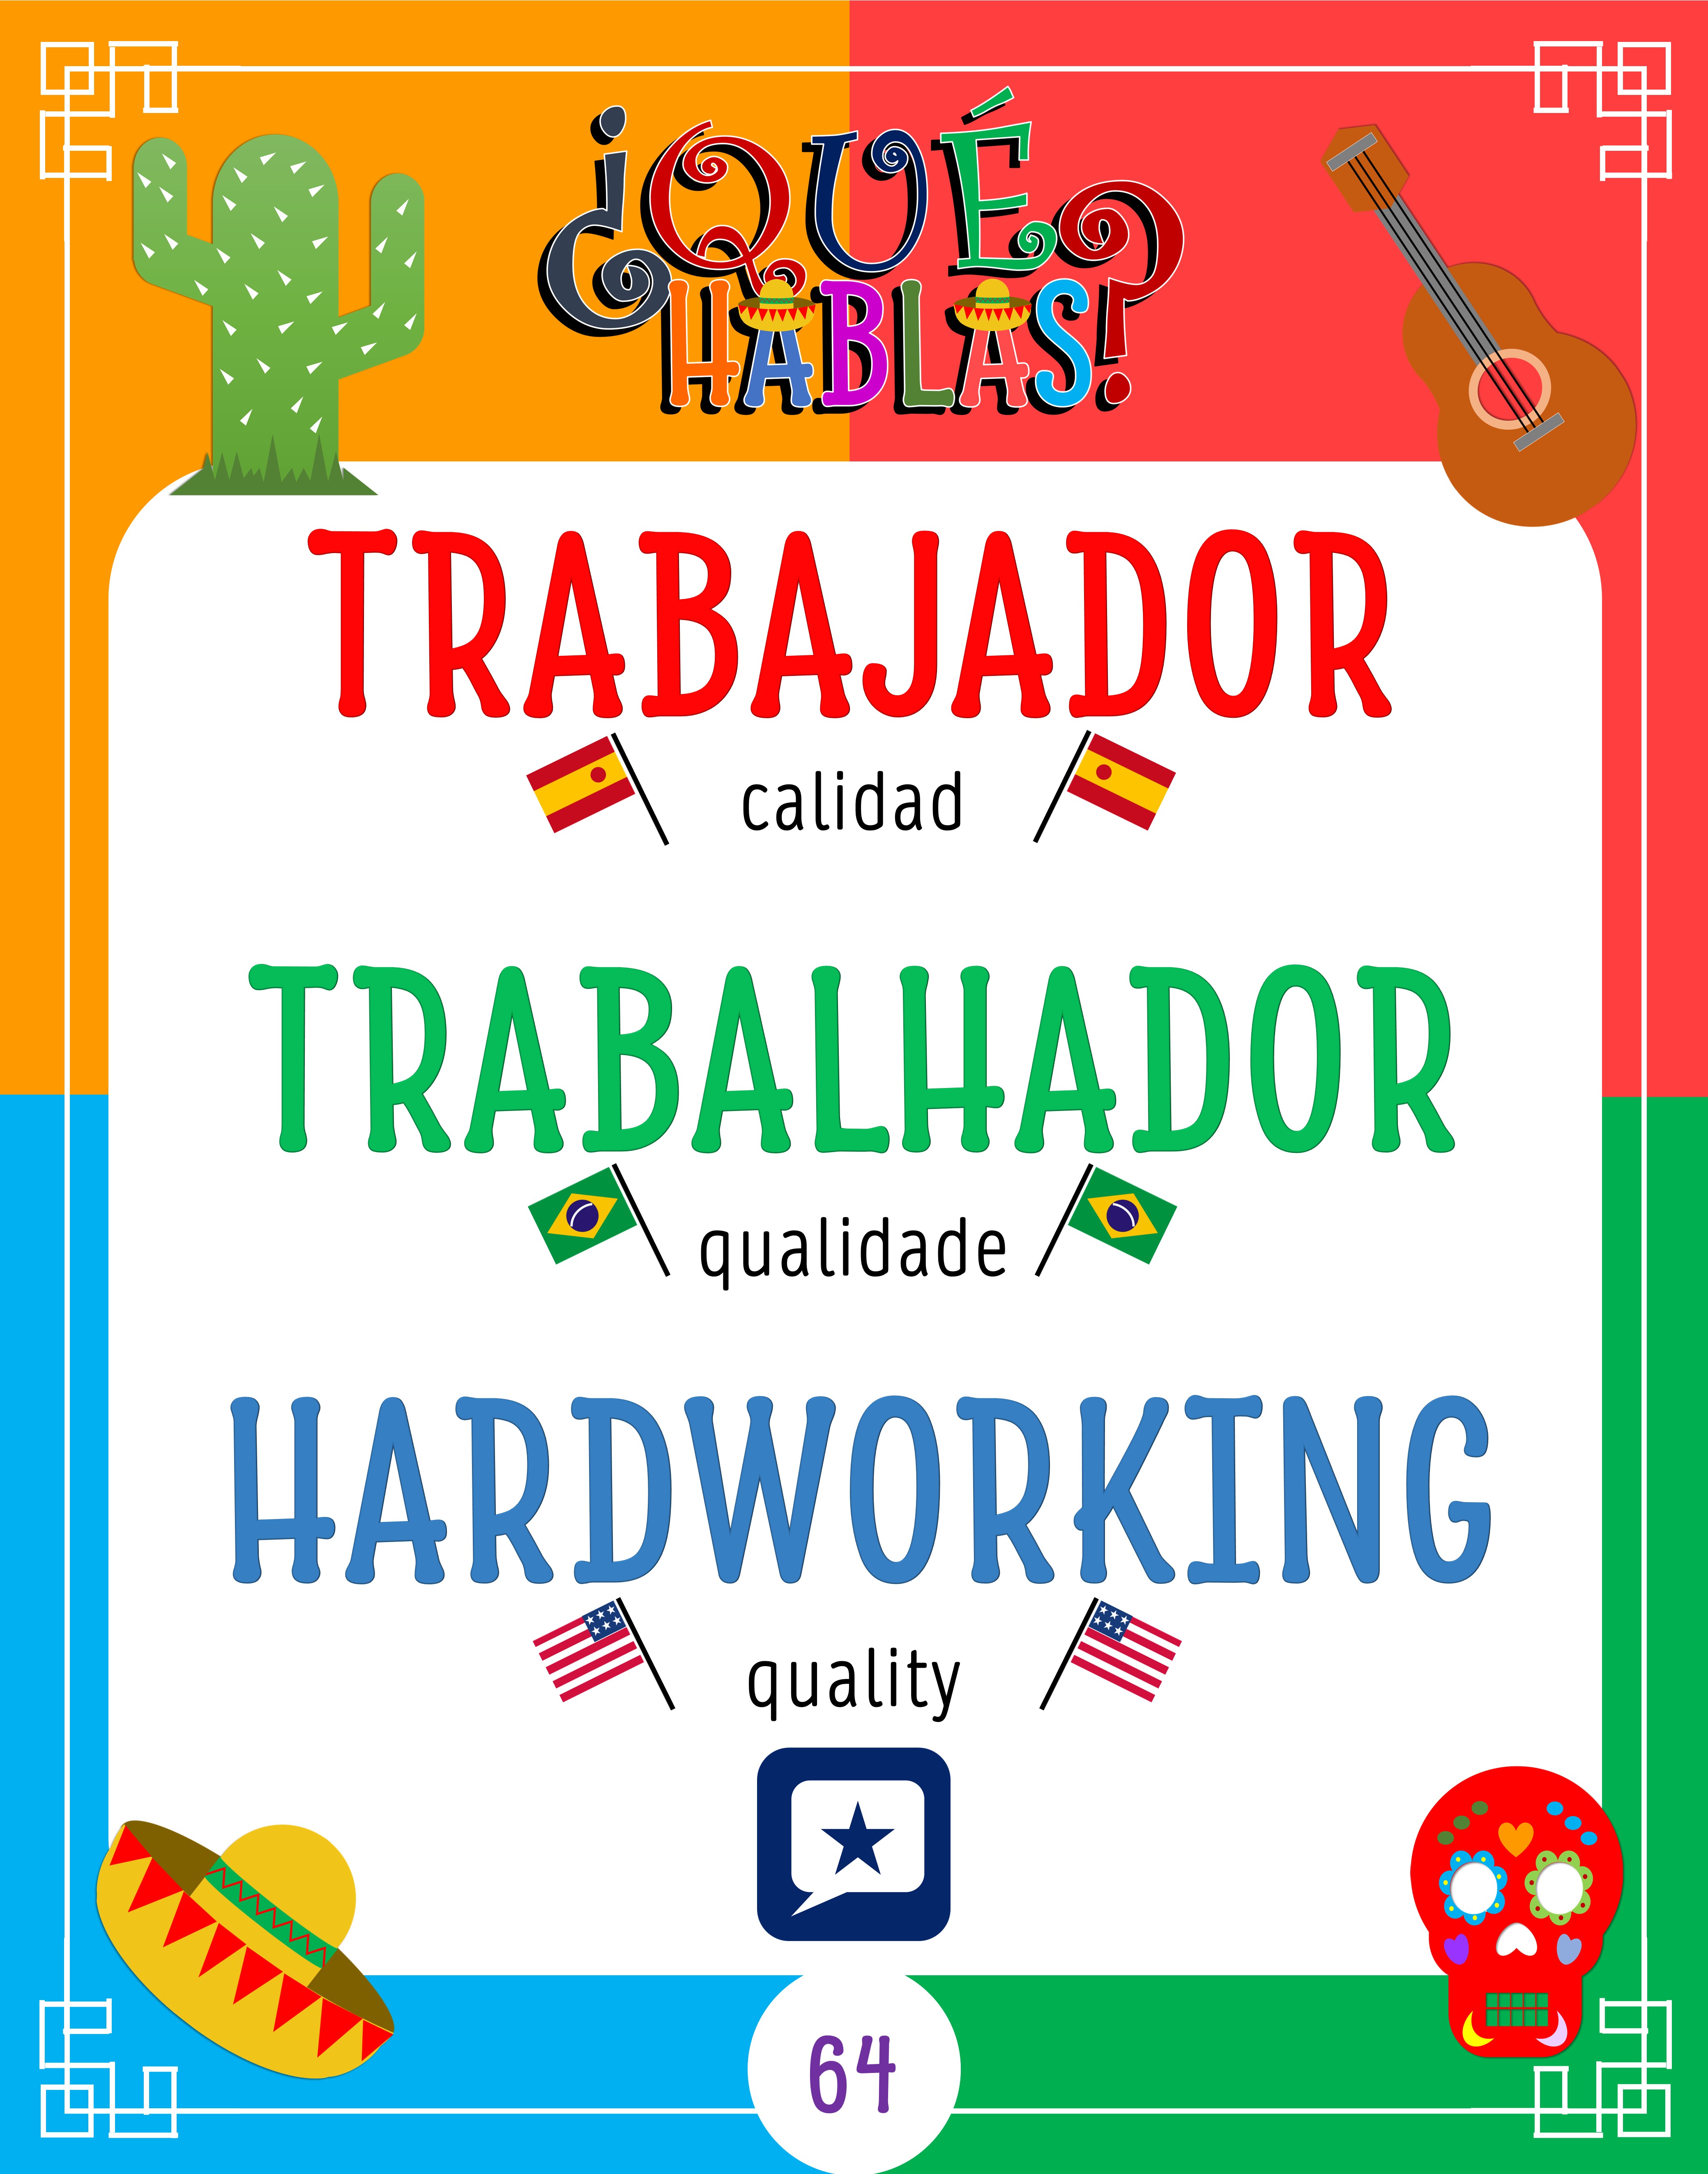 ¿¡QUÉ
HABLAS!?
TRABAJADOR
calidad
TRABALHADOR
qualidade
HARDWORKING
quality
64